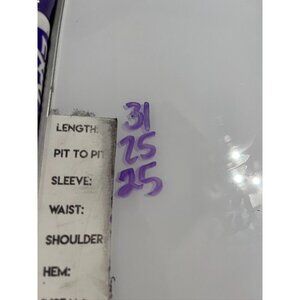 LENGTH: 31
PIT TO PIT 25
SLEEVE: 25
WAIST:
SHOULDER
HEM: